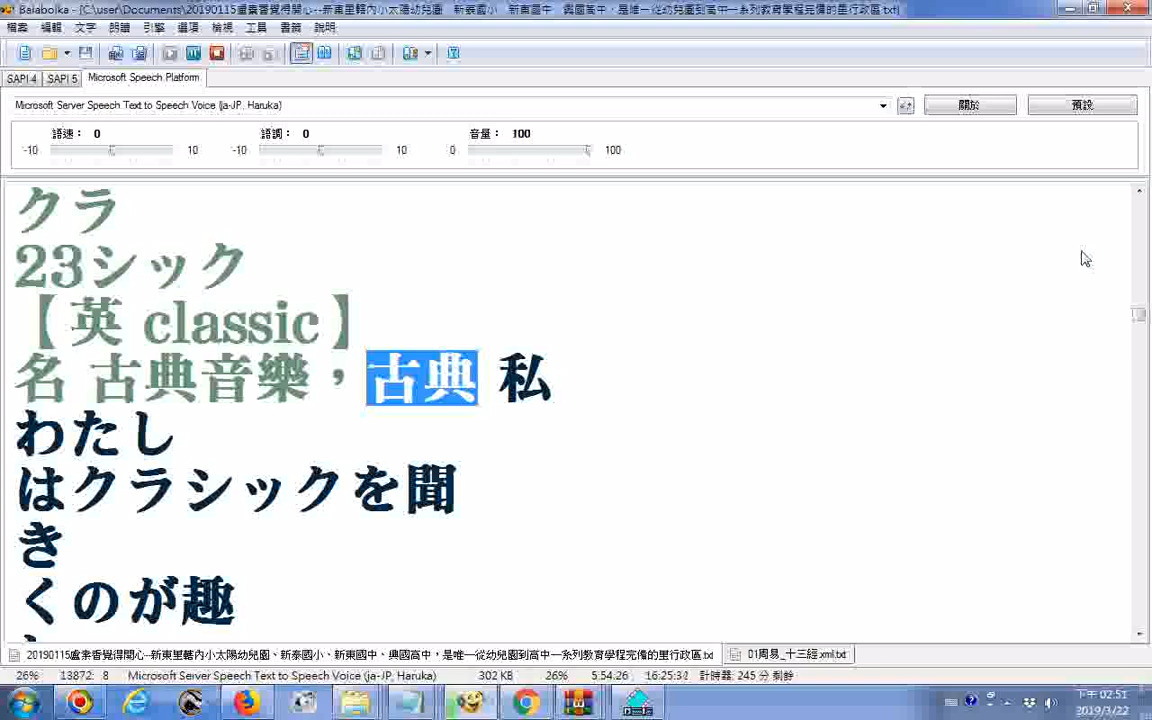 Balabolka - [C:\user\Documents\20190115盧彙香覺得開心--新東里轄內小太陽幼兒園、新泰國小、新東國中、興國高中，是唯一從幼兒園到高中一系列教育學程完備的里行政區.txt]
檔案 編輯 文字 朗讀 引擎 選項 檢視 工具 書籤 說明
SAPI 4 SAPI 5 Microsoft Speech Platform
Microsoft Server Speech Text to Speech Voice (ja-JP, Haruka) 關於 預設
語速： 0 語調： 0 音量： 100
-10 10 -10 10 0 100
クラ
23シック
【英 classic】
名 古典音樂，古典 私
わたし
はクラシックを聞
き
くのが趣
20190115盧彙香覺得開心--新東里轄內小太陽幼兒園、新泰國小、新東國中、興國高中，是唯一從幼兒園到高中一系列教育學程完備的里行政區.txt 01周易_十三經.xml.txt
26% 13872: 8 Microsoft Server Speech Text to Speech Voice (ja-JP, Haruka) 302 KB 26% 5:54.26 16:25:30 計時器: 245 分 剩餘
下午 02:51
2019/3/22